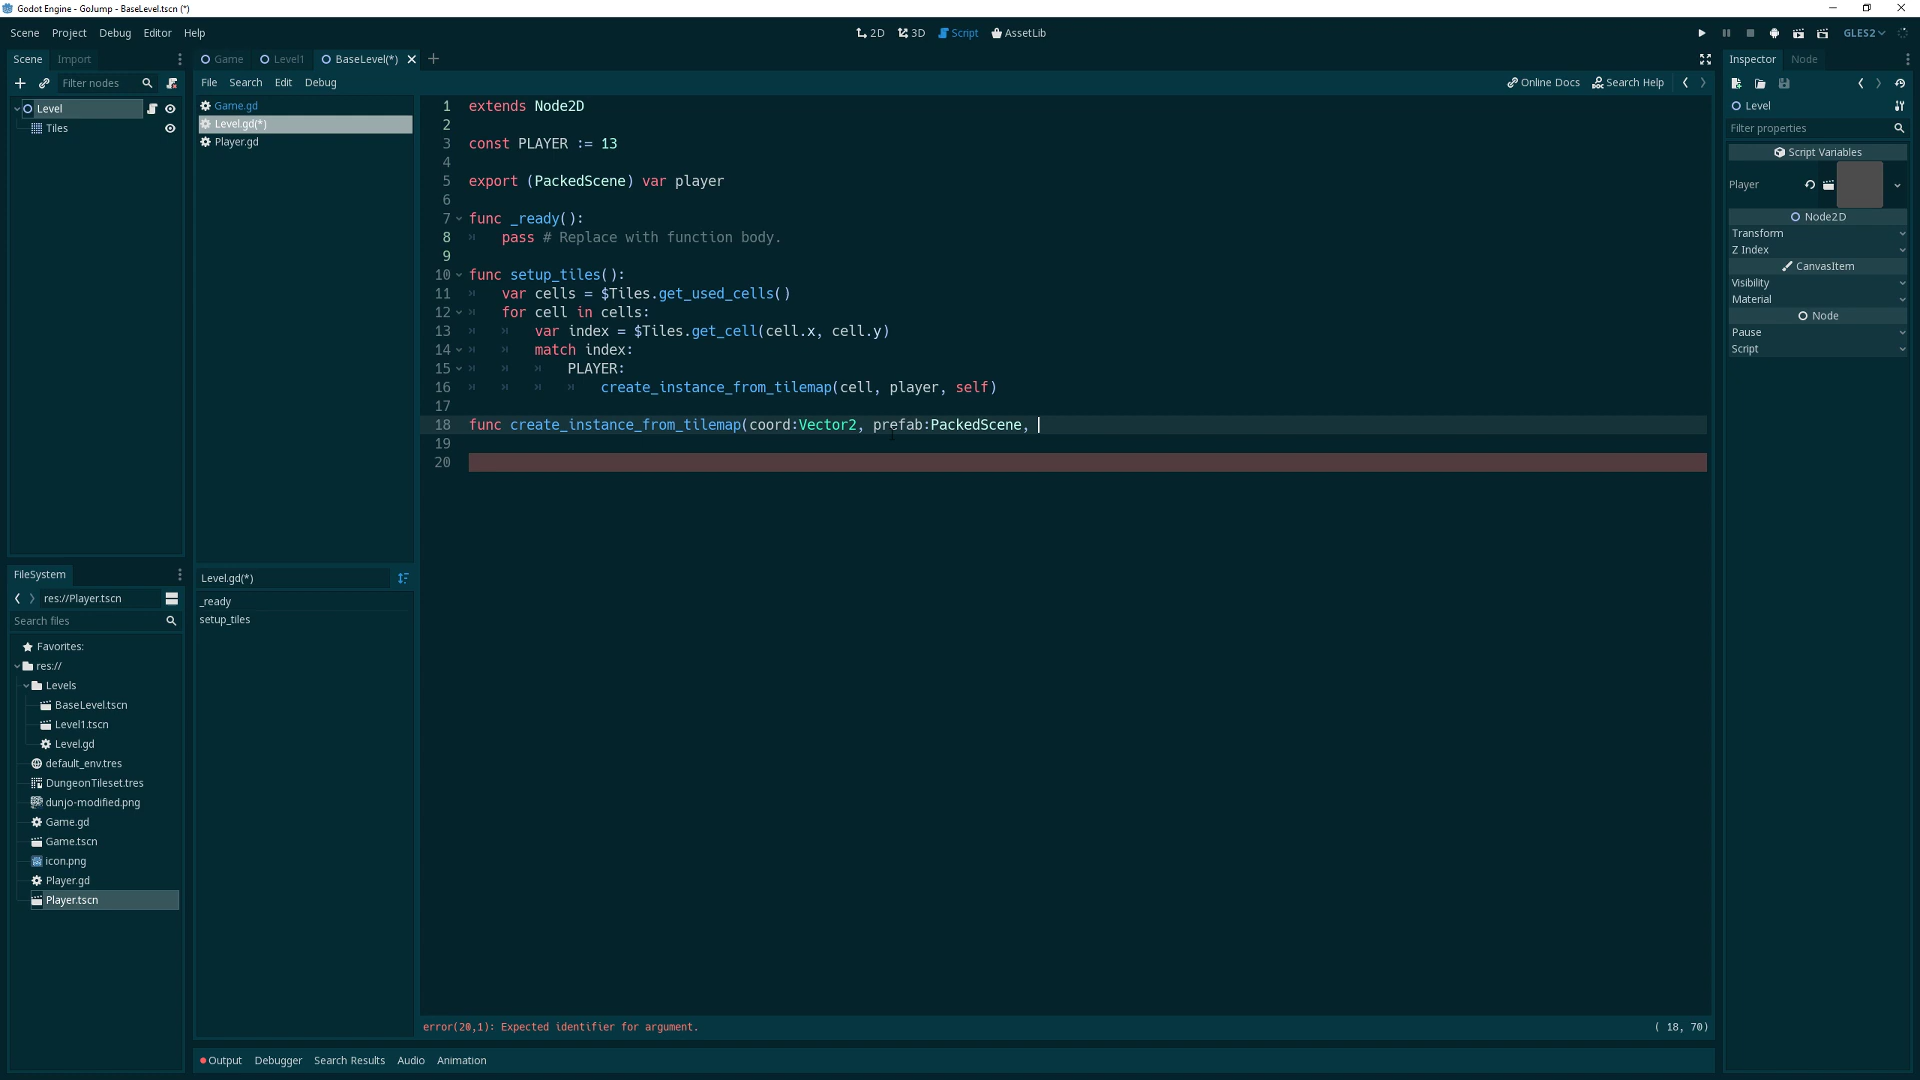 Godot Engine - GoJump - BaseLevel.tscn (*)
Scene Project Debug Editor Help
2D 3D Script AssetLib
GLES2
Scene Import
Filter nodes
Level
Tiles
Game Level1 BaseLevel(*)
File Search Edit Debug
Online Docs Search Help
Game.gd
Level.gd(*)
Player.gd
Level.gd(*)
_ready
setup_tiles
1 extends Node2D
2
3 const PLAYER := 13
4
5 export (PackedScene) var player
6
7 func _ready():
8 pass # Replace with function body.
9
10 func setup_tiles():
11 var cells = $Tiles.get_used_cells()
12 for cell in cells:
13 var index = $Tiles.get_cell(cell.x, cell.y)
14 match index:
15 PLAYER:
16 create_instance_from_tilemap(cell, player, self)
17
18 func create_instance_from_tilemap(coord:Vector2, prefab:PackedScene,
19
20
error(20,1): Expected identifier for argument.
( 18, 70)
Output Debugger Search Results Audio Animation
FileSystem
res://Player.tscn
Search files
Favorites:
res://
Levels
BaseLevel.tscn
Level1.tscn
Level.gd
default_env.tres
DungeonTileset.tres
dunjo-modified.png
Game.gd
Game.tscn
icon.png
Player.gd
Player.tscn
Inspector Node
Level
Filter properties
Script Variables
Player
Node2D
Transform
Z Index
CanvasItem
Visibility
Material
Node
Pause
Script